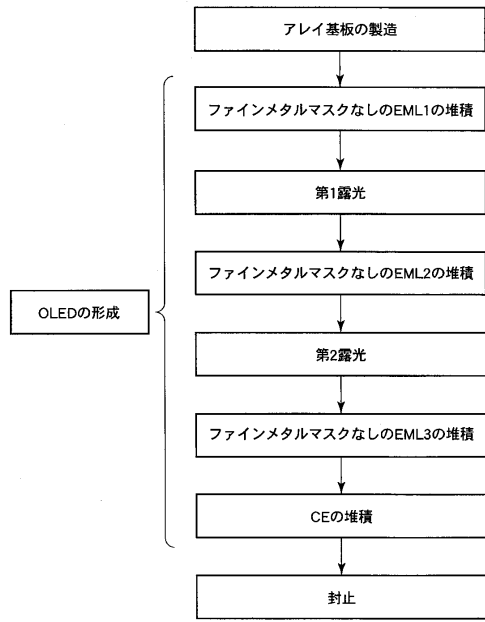 アレイ基板の製造
ファインメタルマスクなしのEML1の堆積
第1露光
ファインメタルマスクなしのEML2の堆積
OLEDの形成
第2露光
ファインメタルマスクなしのEML3の堆積
CEの堆積
封止